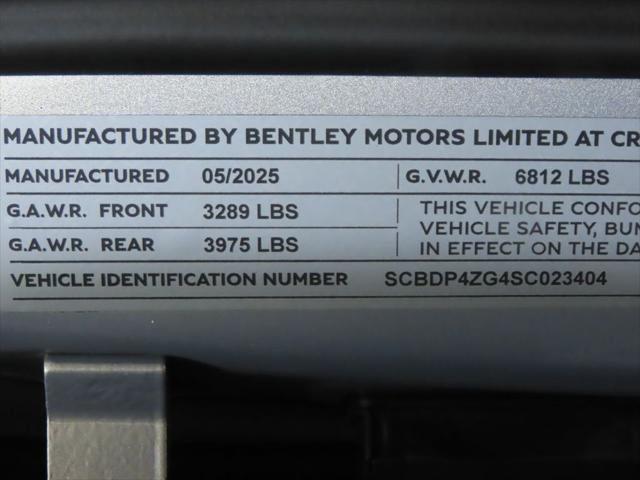 MANUFACTURED BY BENTLEY MOTORS LIMITED AT CR
MANUFACTURED 05/2025 G.V.W.R. 6812 LBS
G.A.W.R. FRONT 3289 LBS THIS VEHICLE CONFO
VEHICLE SAFETY, BUM
G.A.W.R. REAR 3975 LBS IN EFFECT ON THE DA
VEHICLE IDENTIFICATION NUMBER SCBDP4ZG4SC023404